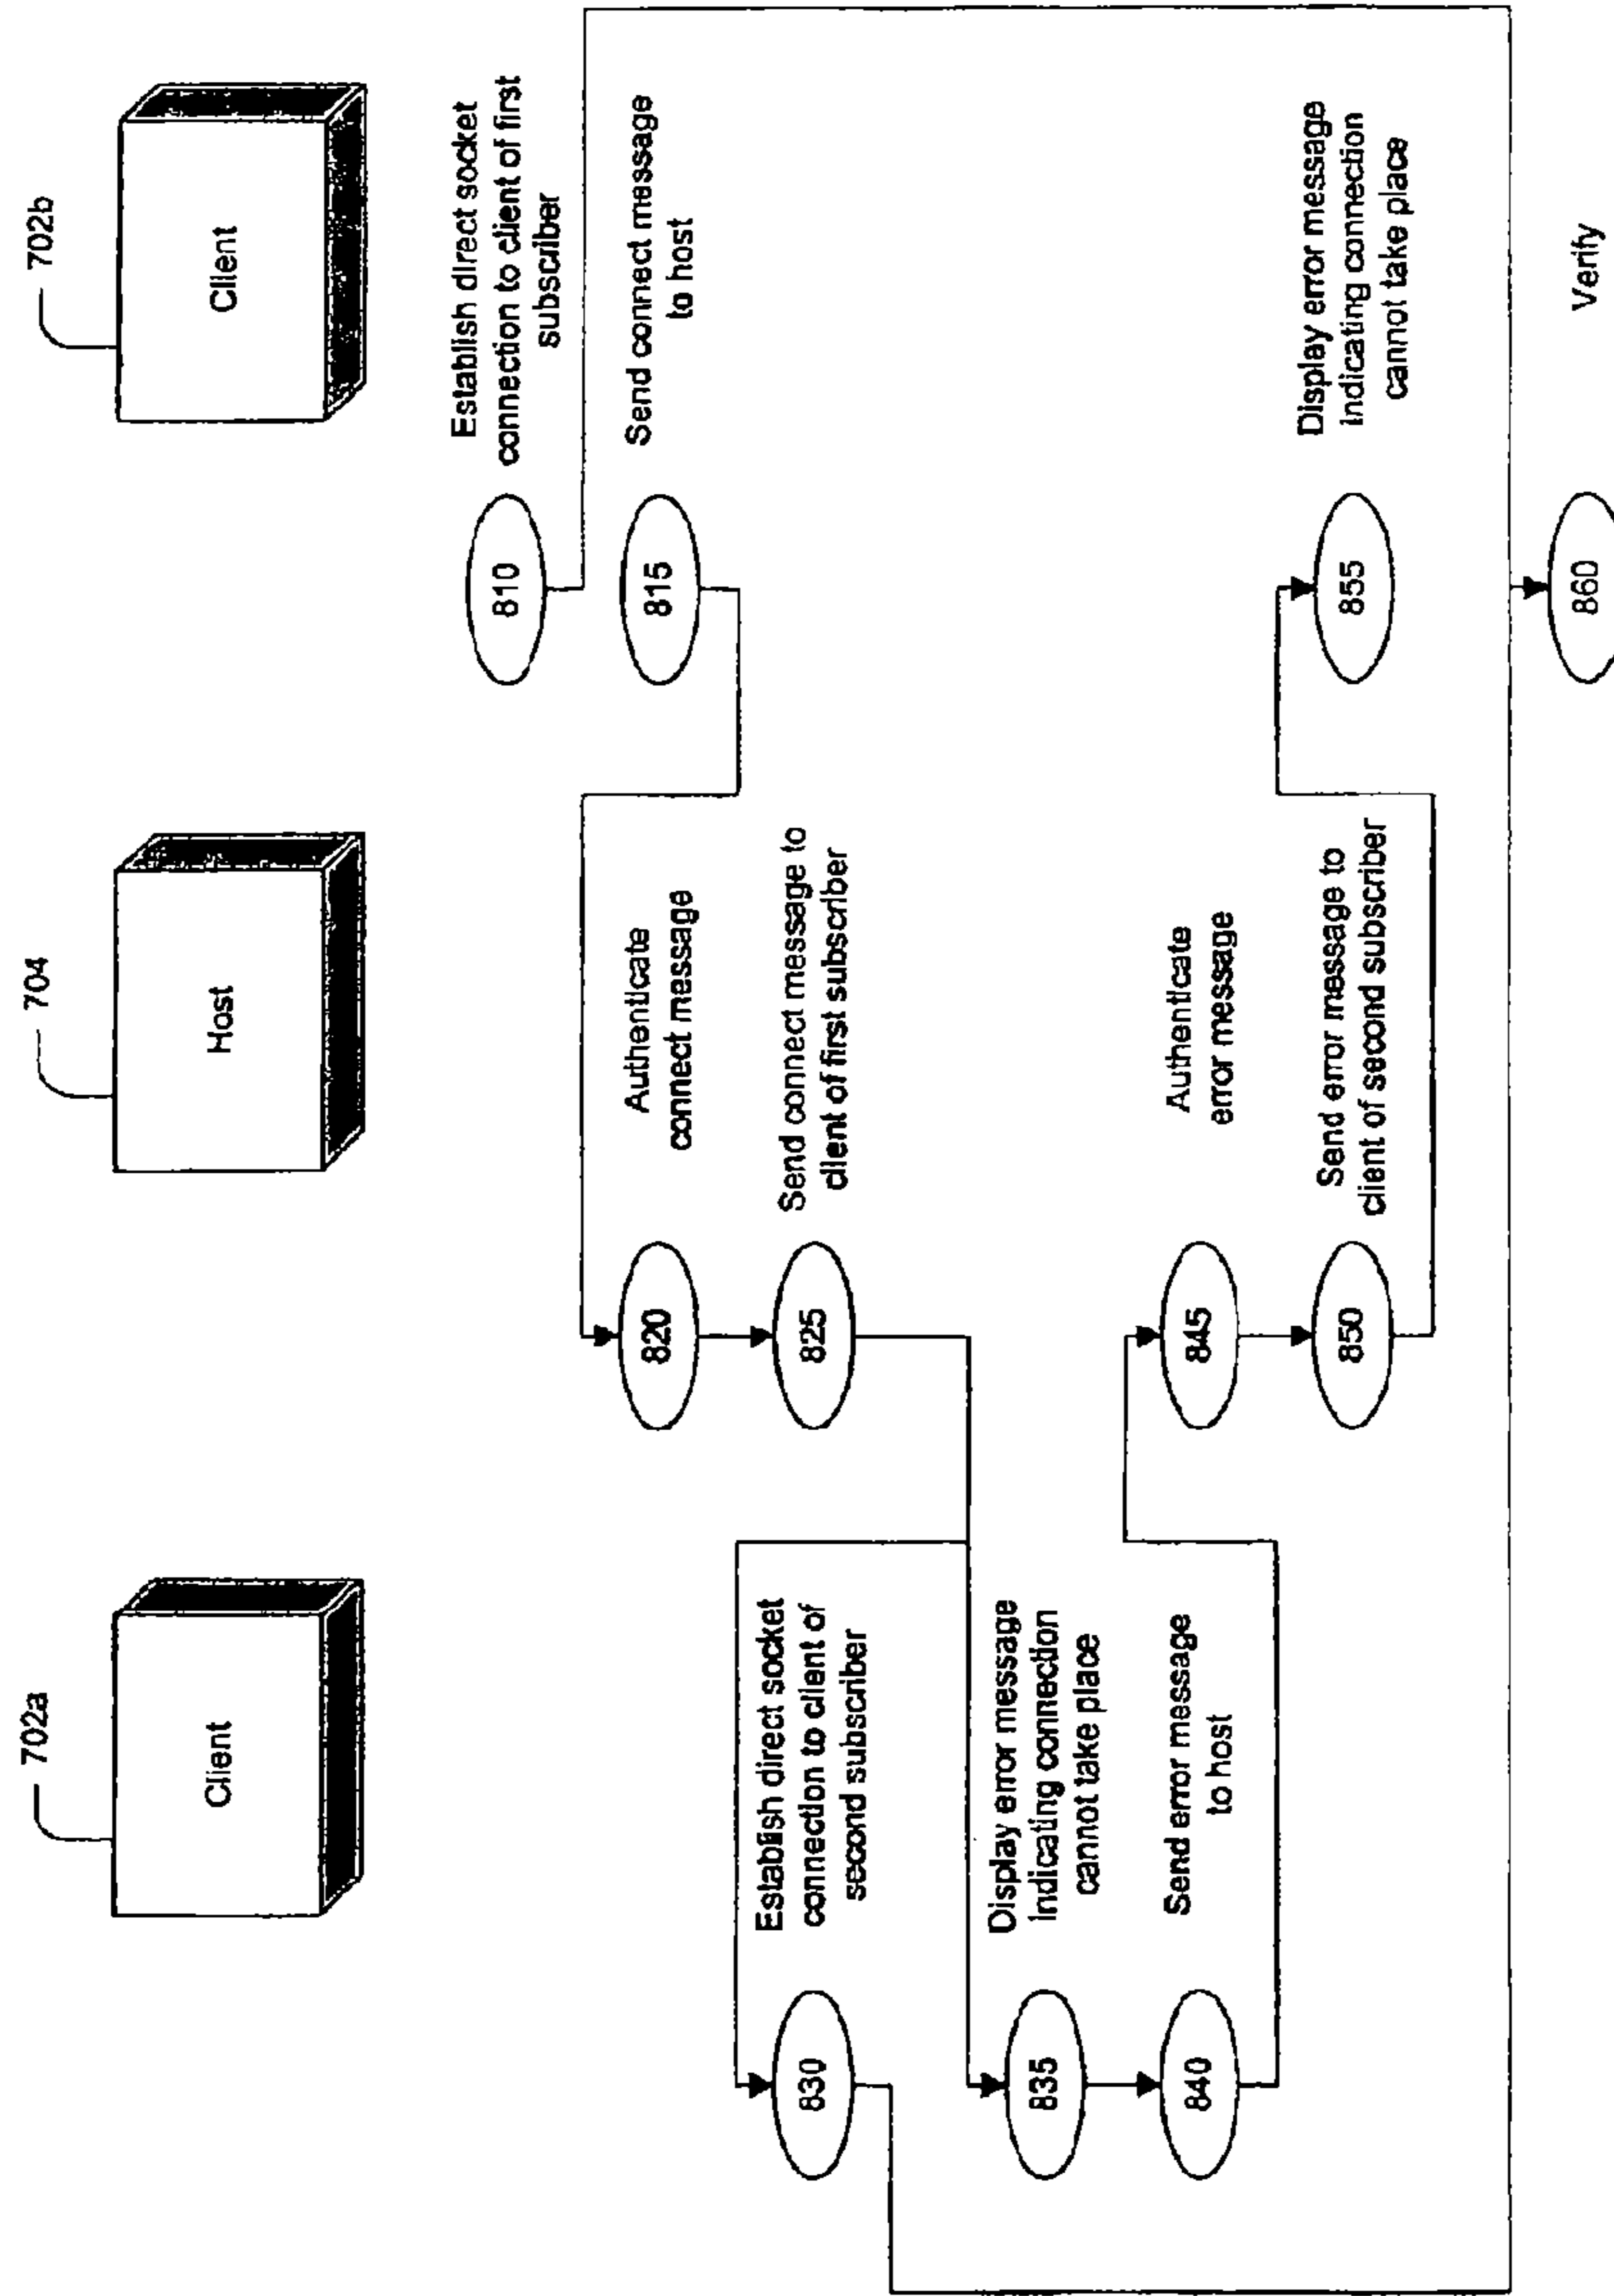 702a
Client
704
Host
702b
Client
810
Establish direct socket
connection to client of first
subscriber
815
Send connect message
to host
820
Authenticate
connect message
825
Send connect message to
client of first subscriber
830
Establish direct socket
connection to client of
second subscriber
835
Display error message
indicating connection
cannot take place
840
Send error message
to host
845
Authenticate
error message
850
Send error message to
client of second subscriber
855
Display error message
indicating connection
cannot take place
860
Verify